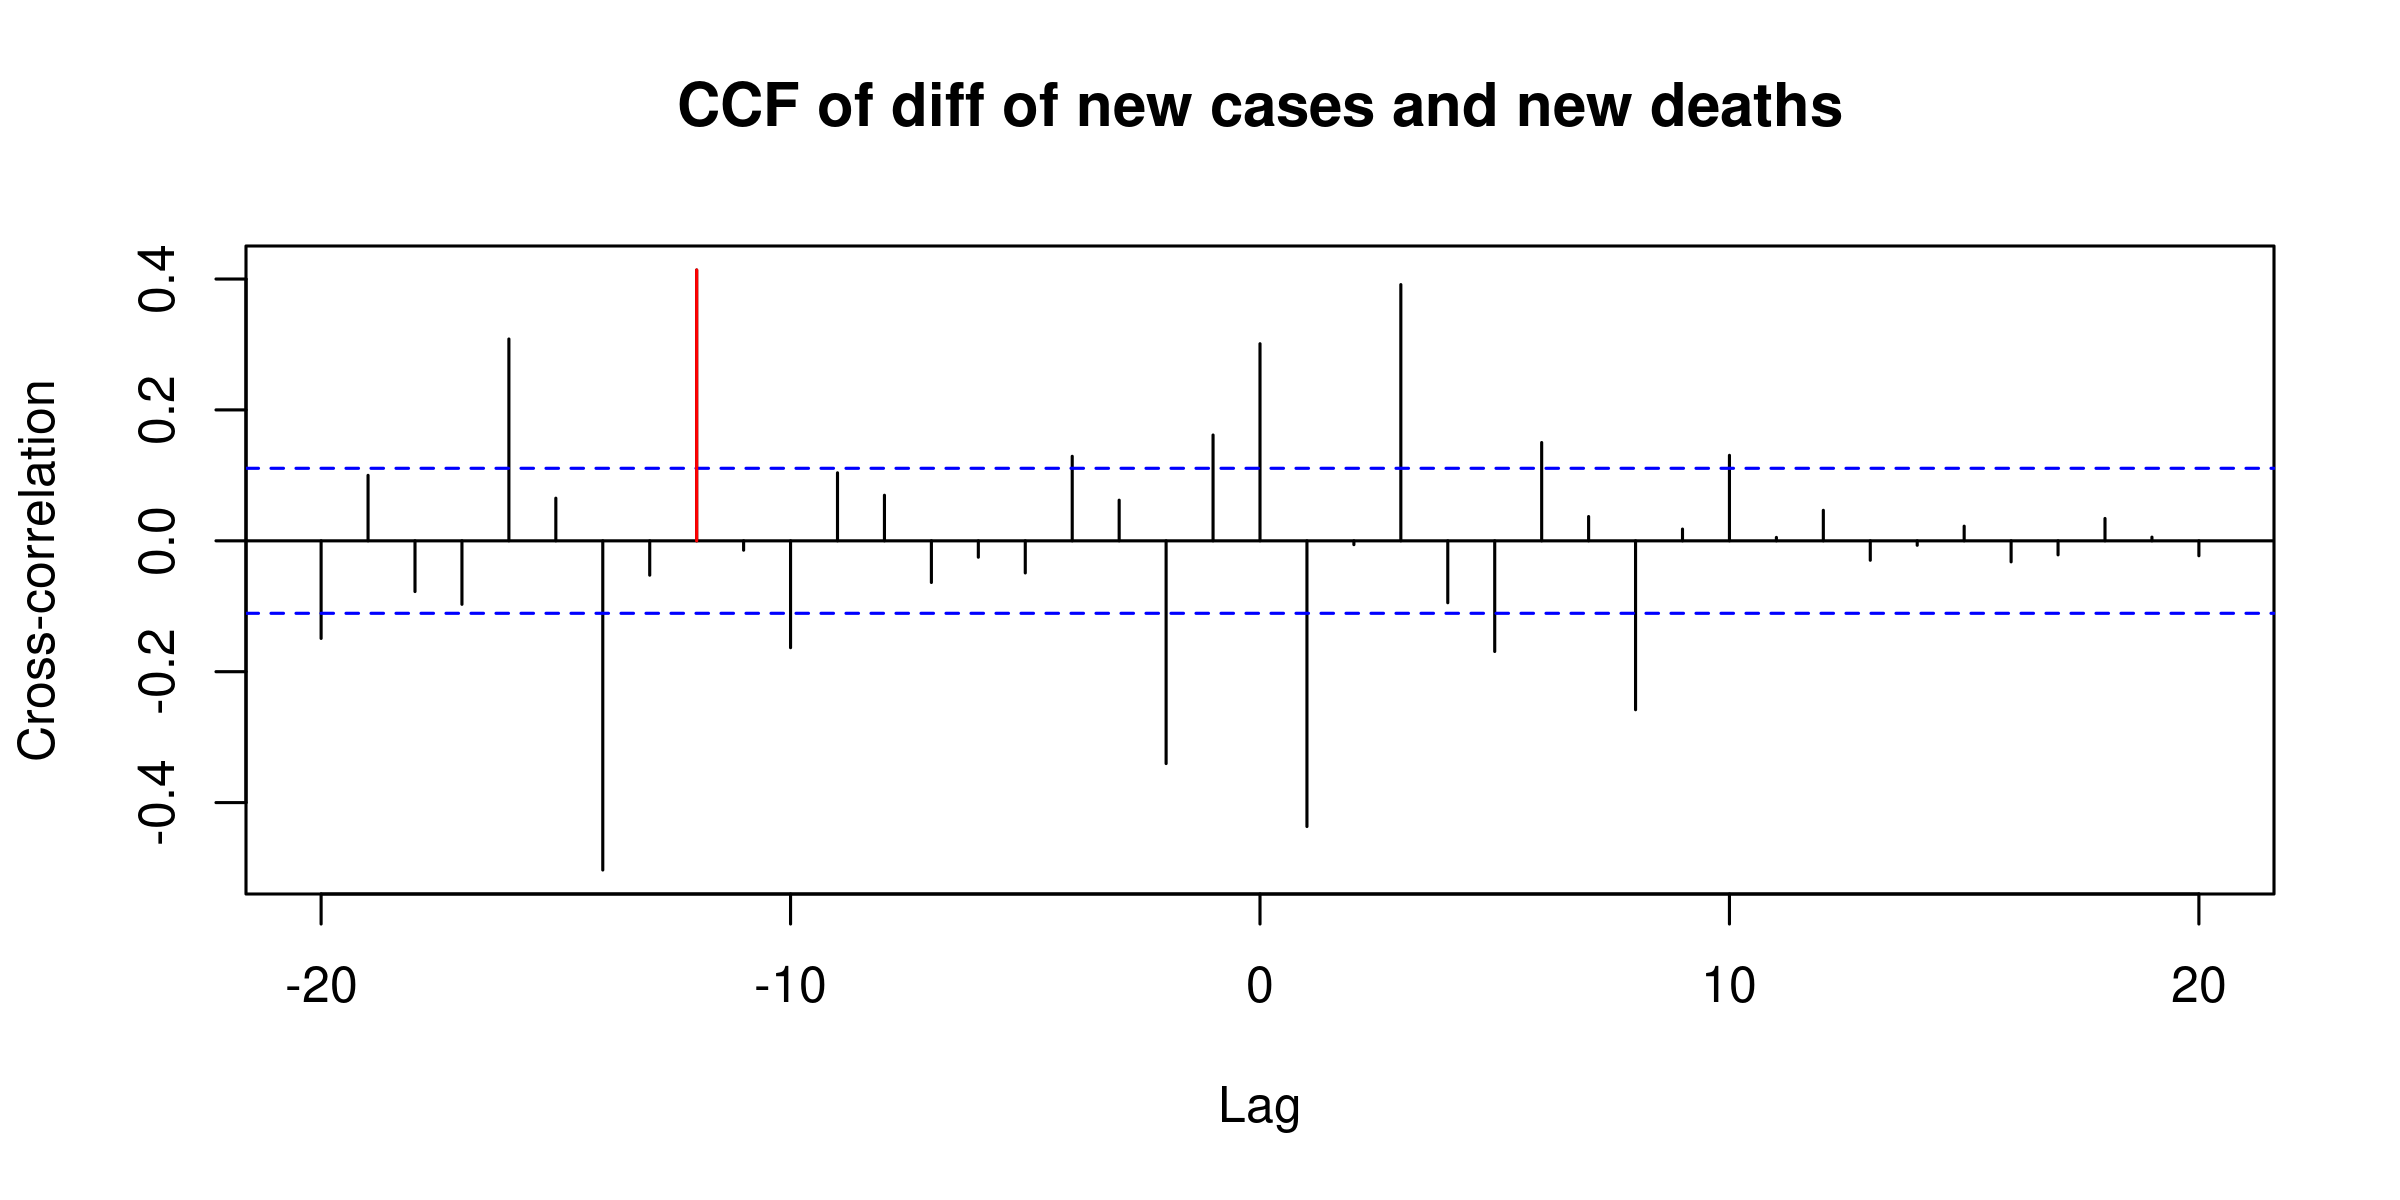 CCF of diff of new cases and new deaths
Cross-correlation
0.4
0.2
0.0
-0.2
-0.4
-20 -10 0 10 20
Lag